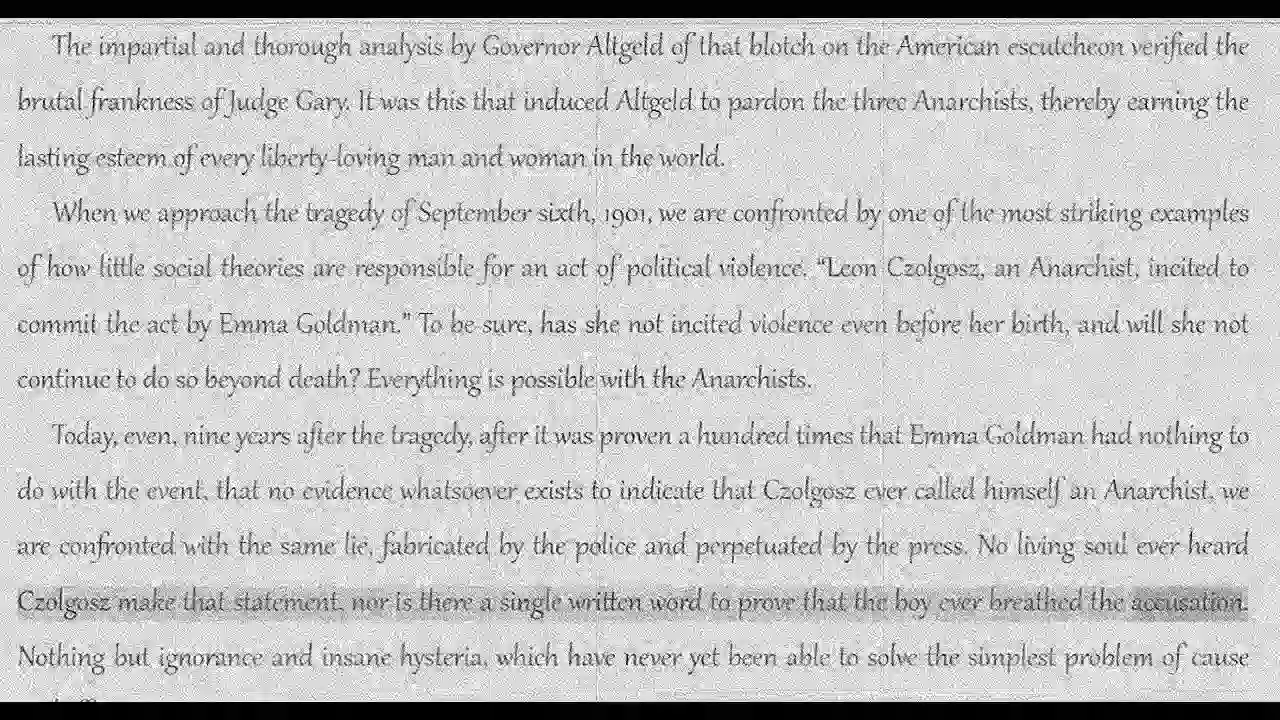 The impartial and thorough analysis by Governor Altgeld of that blotch on the American escutcheon verified the
brutal frankness of Judge Gary. It was this that induced Altgeld to pardon the three Anarchists, thereby earning the
lasting esteem of every liberty-loving man and woman in the world.
When we approach the tragedy of September sixth, 1901, we are confronted by one of the most striking examples
of how little social theories are responsible for an act of political violence. “Leon Czolgosz, an Anarchist, incited to
commit the act by Emma Goldman.” To be sure, has she not incited violence even before her birth, and will she not
continue to do so beyond death? Everything is possible with the Anarchists.
Today, even, nine years after the tragedy, after it was proven a hundred times that Emma Goldman had nothing to
do with the event, that no evidence whatsoever exists to indicate that Czolgosz ever called himself an Anarchist, we
are confronted with the same lie, fabricated by the police and perpetuated by the press. No living soul ever heard
Czolgosz make that statement, nor is there a single written word to prove that the boy ever breathed the accusation.
Nothing but ignorance and insane hysteria, which have never yet been able to solve the simplest problem of cause